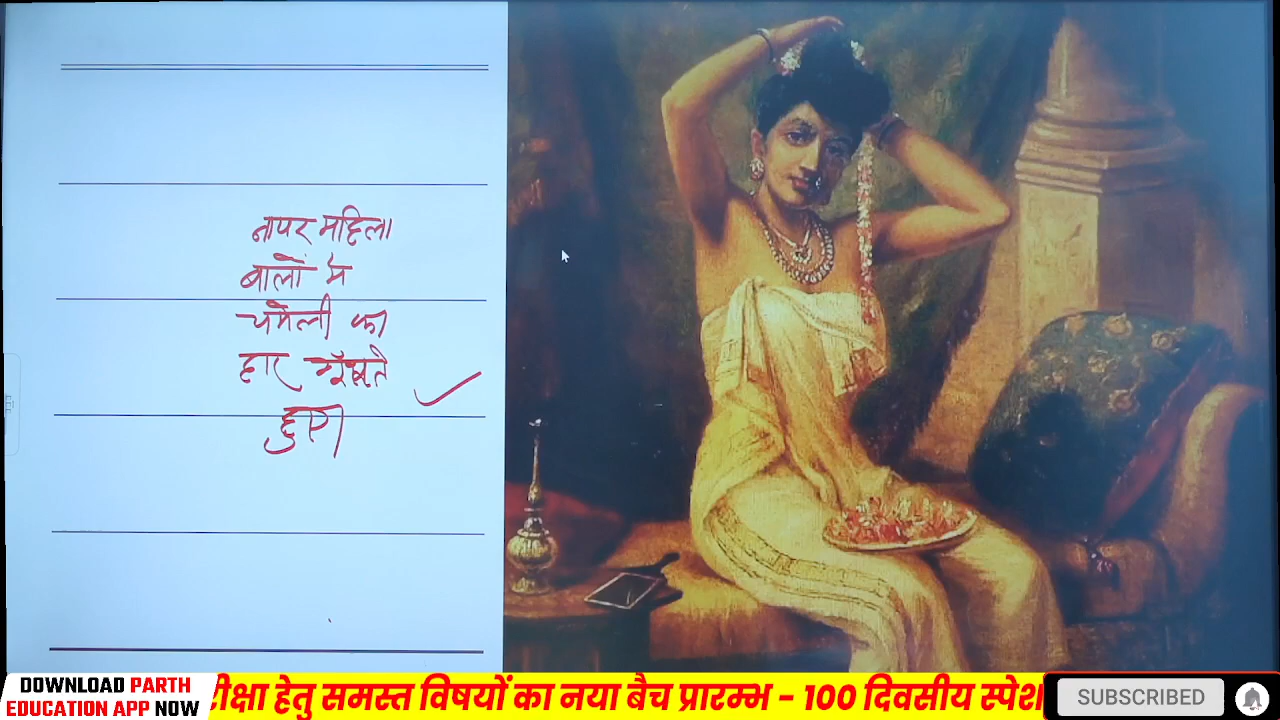 नायर महिला
बालों में
चमेली का
हार गूँथते
हुए
DOWNLOAD PARTH
EDUCATION APP NOW
रीक्षा हेतु समस्त विषयों का नया बैच प्रारम्भ - 100 दिवसीय स्पेश
SUBSCRIBED